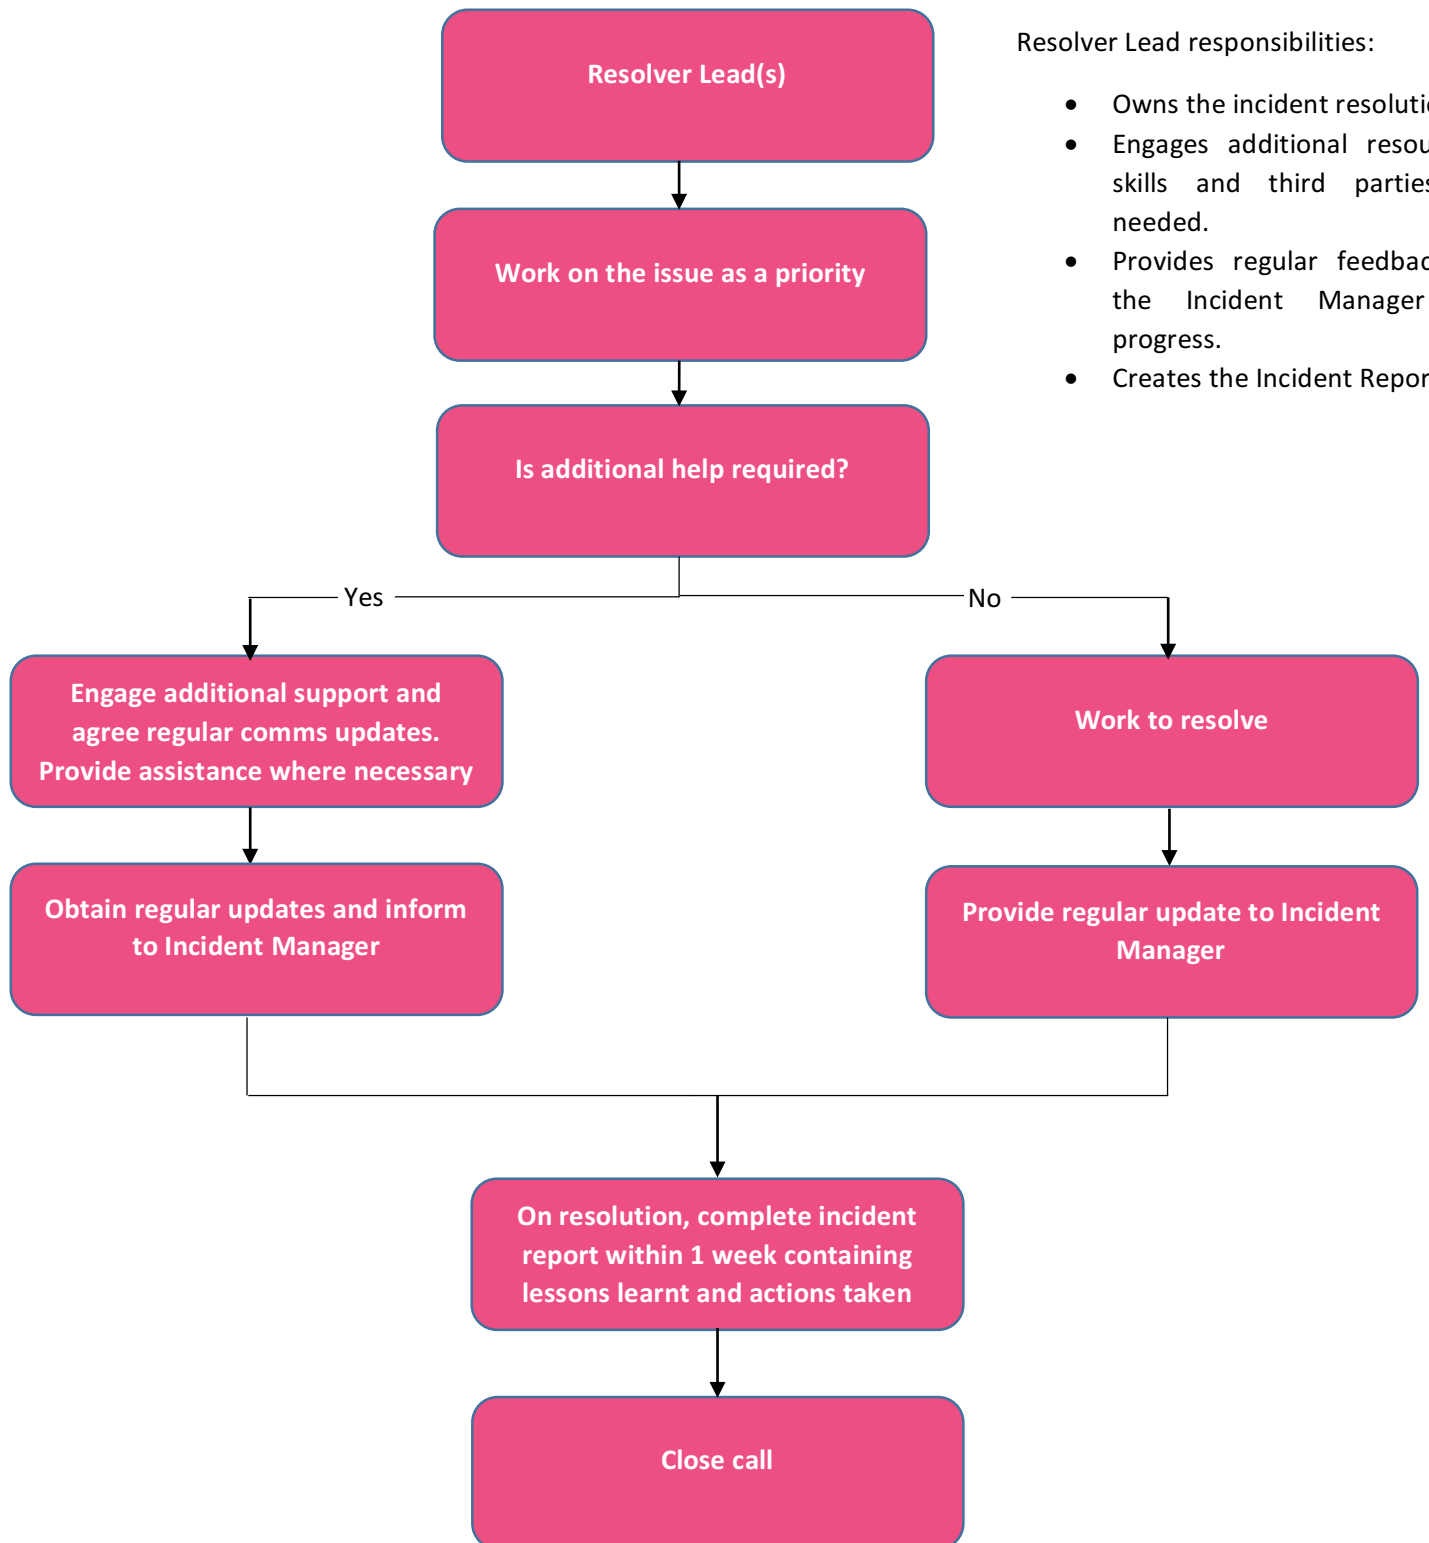 Resolver Lead(s)
Resolver Lead responsibilities:
• Owns the incident
• Engages additional
skills and third
needed.
• Provides regular
the Incident Manager
progress.
• Creates the Incident
Work on the issue as a priority
Is additional help required?
Yes
No
Engage additional support and
agree regular comms updates.
Provide assistance where necessary
Work to resolve
Obtain regular updates and inform
to Incident Manager
Provide regular update to Incident
Manager
On resolution, complete incident
report within 1 week containing
lessons learnt and actions taken
Close call